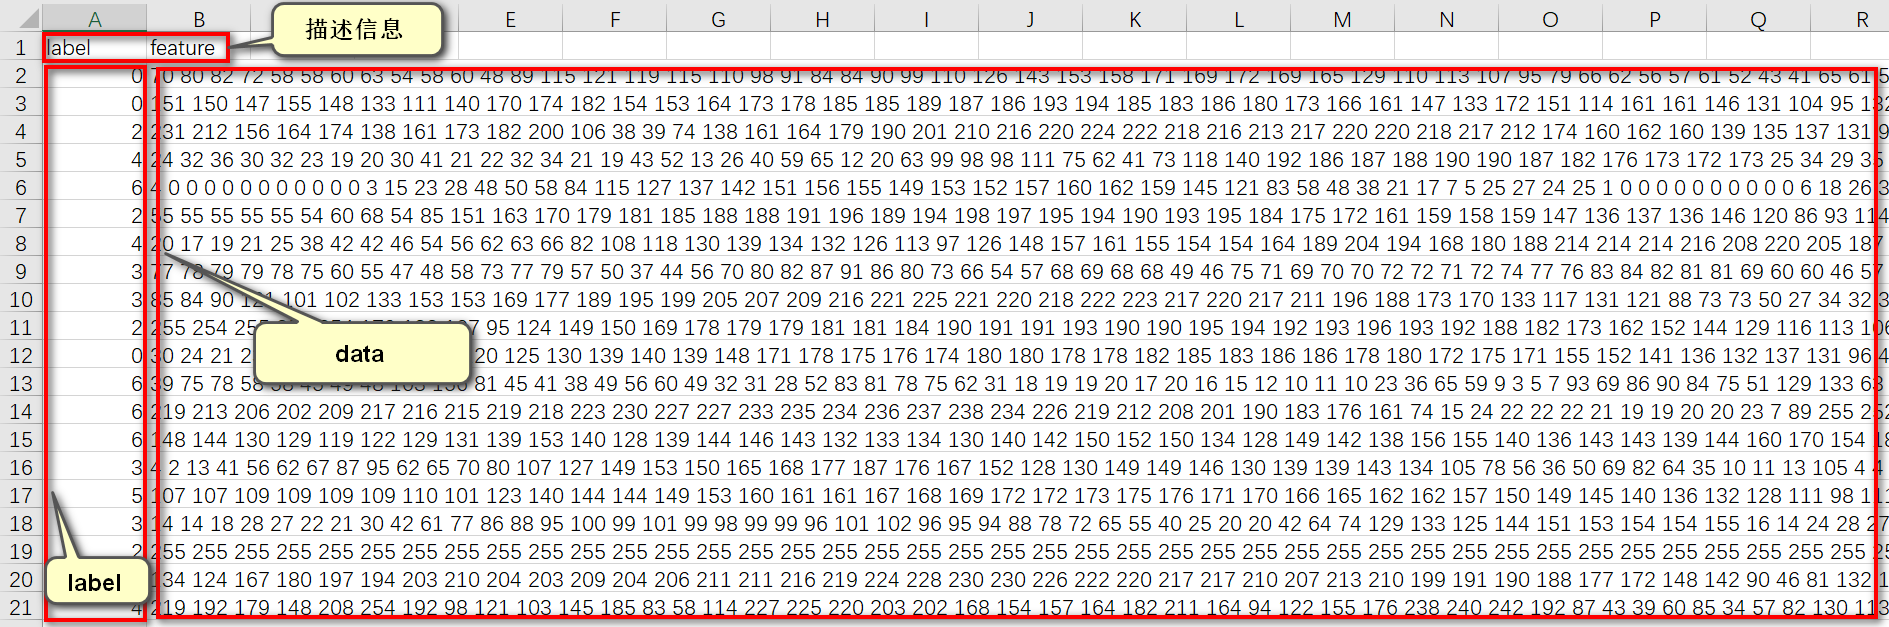 A B E F G H I J K L M N O P Q R
描述信息
1 label feature
2 0 70 80 82 72 58 58 60 63 54 58 60 48 89 115 121 119 115 110 98 91 84 84 90 99 110 126 143 153 158 171 169 172 169 165 129 110 113 107 95 79 66 62 56 57 61 52 43 41 65 61 5
3 0 151 150 147 155 148 133 111 140 170 174 182 154 153 164 173 178 185 185 189 187 186 193 194 185 183 186 180 173 166 161 147 133 172 151 114 161 161 146 131 104 95 132
4 2 231 212 156 164 174 138 161 173 182 200 106 38 39 74 138 161 164 179 190 201 210 216 220 224 222 218 216 213 217 220 220 218 217 212 174 160 162 160 139 135 137 131 9
5 4 24 32 36 30 32 23 19 20 30 41 21 22 32 34 21 19 43 52 13 26 40 59 65 12 20 63 99 98 98 111 75 62 41 73 118 140 192 186 187 188 190 190 187 182 176 173 172 173 25 34 29 35
6 6 4 0 0 0 0 0 0 0 0 0 0 0 3 15 23 28 48 50 58 84 115 127 137 142 151 156 155 149 153 152 157 160 162 159 145 121 83 58 48 38 21 17 7 5 25 27 24 25 1 0 0 0 0 0 0 0 0 0 6 18 26 3
7 2 55 55 55 55 55 54 60 68 54 85 151 163 170 179 181 185 188 188 191 196 189 194 198 197 195 194 190 193 195 184 175 172 161 159 158 159 147 136 137 136 146 120 86 93 114
8 4 20 17 19 21 25 38 42 42 46 54 56 62 63 66 82 108 118 130 139 134 132 126 113 97 126 148 157 161 155 154 154 164 189 204 194 168 180 188 214 214 214 216 208 220 205 187
9 3 77 78 79 79 78 75 60 55 47 48 58 73 77 79 57 50 37 44 56 70 80 82 87 91 86 80 73 66 54 57 68 69 68 68 49 46 75 71 69 70 70 72 72 71 72 74 77 76 83 84 82 81 81 69 60 60 46 57
10 3 85 84 90 121 101 102 133 153 153 169 177 189 195 199 205 207 209 216 221 225 221 220 218 222 223 217 220 217 211 196 188 173 170 133 117 131 121 88 73 73 50 27 34 32 3
11 2 255 254 95 124 149 150 169 178 179 179 181 181 184 190 191 191 193 190 190 195 194 192 193 196 193 192 188 182 173 162 152 144 129 116 113 106
12 0 30 24 21 2 20 125 130 139 140 139 148 171 178 175 176 174 180 180 178 178 182 185 183 186 186 178 180 172 175 171 155 152 141 136 132 137 131 96 4
data
13 6 39 75 78 58 81 45 41 38 49 56 60 49 32 31 28 52 83 81 78 75 62 31 18 19 19 20 17 20 16 15 12 10 11 10 23 36 65 59 9 3 5 7 93 69 86 90 84 75 51 129 133 63
14 6 219 213 206 202 209 217 216 215 219 218 223 230 227 227 233 235 234 236 237 238 234 226 219 212 208 201 190 183 176 161 74 15 24 22 22 22 21 19 19 20 20 23 7 89 255 252
15 6 148 144 130 129 119 122 129 131 139 153 140 128 139 144 146 143 132 133 134 130 140 142 150 152 150 134 128 149 142 138 156 155 140 136 143 143 139 144 160 170 154 18
16 3 4 2 13 41 56 62 67 87 95 62 65 70 80 107 127 149 153 150 165 168 177 187 176 167 152 128 130 149 149 146 130 139 139 143 134 105 78 56 36 50 69 82 64 35 10 11 13 105 4 4
17 5 107 107 109 109 109 109 110 101 123 140 144 144 149 153 160 161 161 167 168 169 172 172 173 175 176 171 170 166 165 162 162 157 150 149 145 140 136 132 128 111 98 111
18 3 14 14 18 28 27 22 21 30 42 61 77 86 88 95 100 99 101 99 98 99 99 96 101 102 96 95 94 88 78 72 65 55 40 25 20 20 42 64 74 129 133 125 144 151 153 154 154 155 16 14 24 28 27
19 2 255 255 255 255 255 255 255 255 255 255 255 255 255 255 255 255 255 255 255 255 255 255 255 255 255 255 255 255 255 255 255 255 255 255 255 255 255 255 255 255 25
20 134 124 167 180 197 194 203 210 204 203 209 204 206 211 211 216 219 224 228 230 230 226 222 220 217 217 210 207 213 210 199 191 190 188 177 172 148 142 90 46 81 132 1
label
21 4 219 192 179 148 208 254 192 98 121 103 145 185 83 58 114 227 225 220 203 202 168 154 157 164 182 211 164 94 122 155 176 238 240 242 192 87 43 39 60 85 34 57 82 130 113